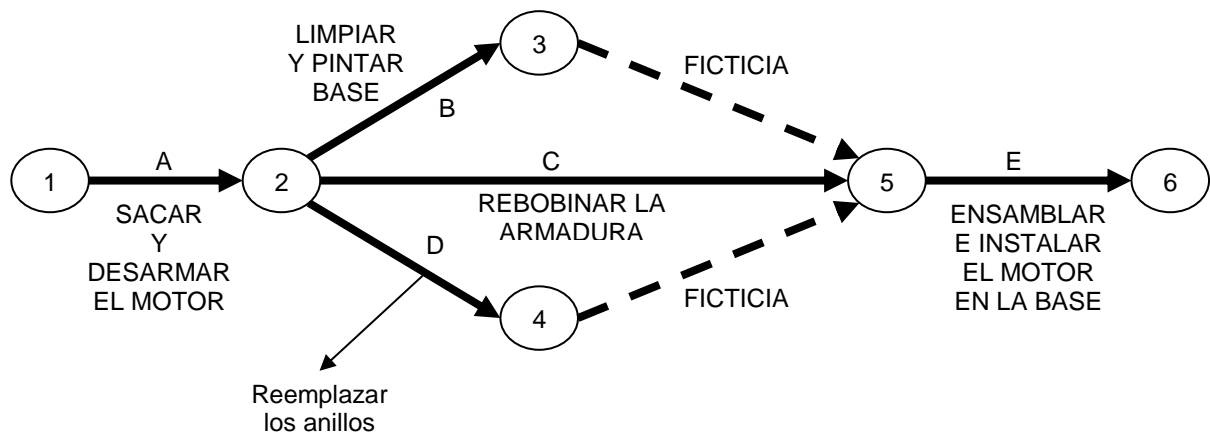 LIMPIAR
Y PINTAR
BASE
3
FICTICIA
B
1
A
2
C
5
E
6
SACAR
Y
DESARMAR
EL MOTOR
REBOBINAR LA
ARMADURA
ENSAMBLAR
E INSTALAR
EL MOTOR
EN LA BASE
D
4
FICTICIA
Reemplazar
los anillos